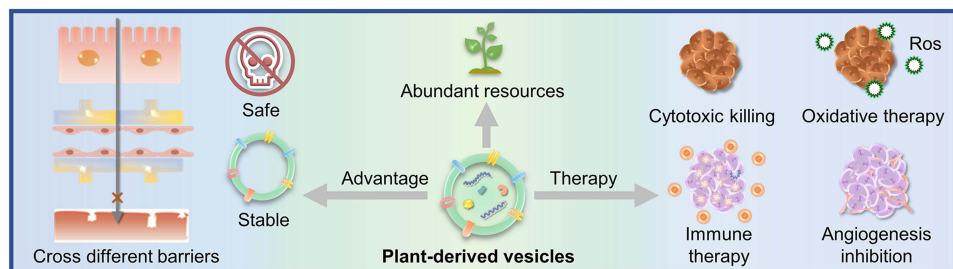 Safe
Stable
Cross different barriers
Advantage
Abundant resources
Plant-derived vesicles
Therapy
Cytotoxic killing
Ros
Oxidative therapy
Immune
therapy
Angiogenesis
inhibition